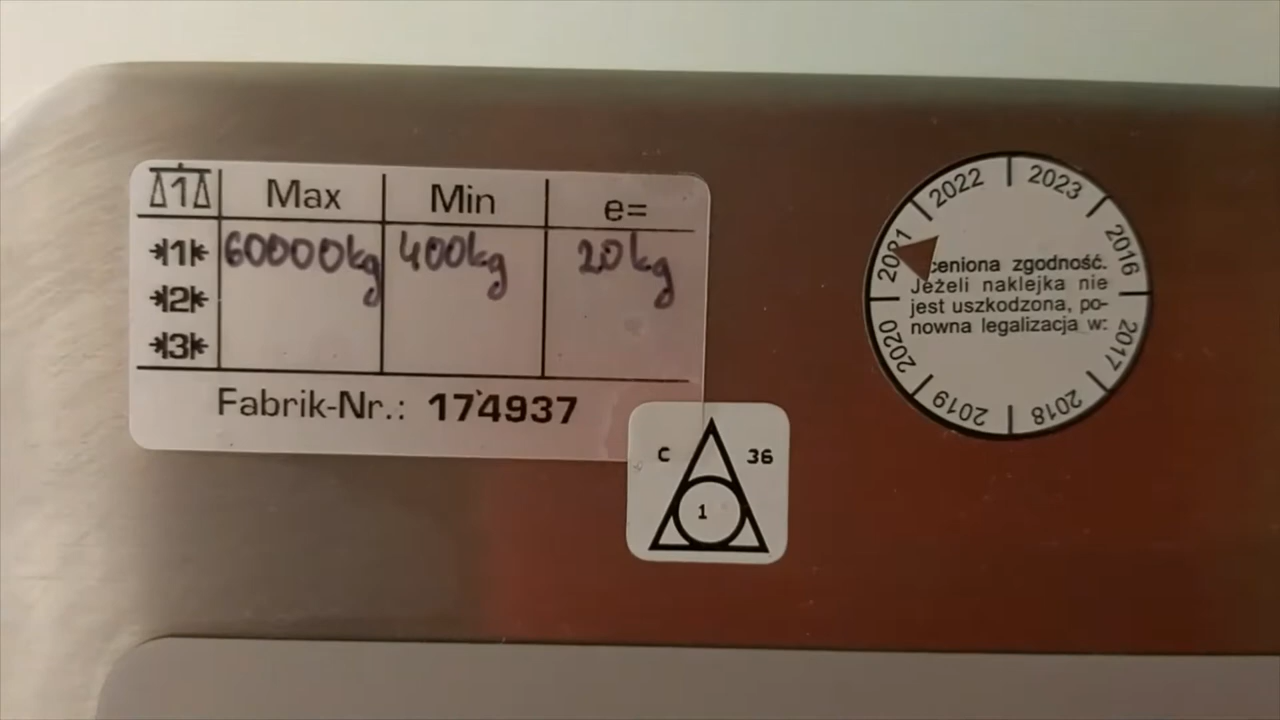 1 Max Min e=
1 60000kg 400kg 20kg
2
3
Fabrik-Nr.: 174937
C 36
1
2022 2023 2016 2017 2018 2019 2020 2021
zgodność.
Jeżeli naklejka nie
jest uszkodzona, po-
nowna legalizacja w: